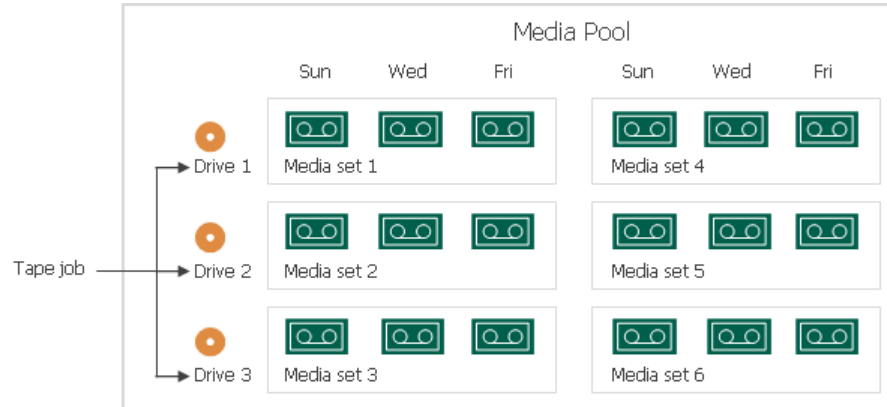 Media Pool
Sun Wed Fri Sun Wed Fri
Drive 1 Media set 1 Media set 4
Tape job Drive 2 Media set 2 Media set 5
Drive 3 Media set 3 Media set 6